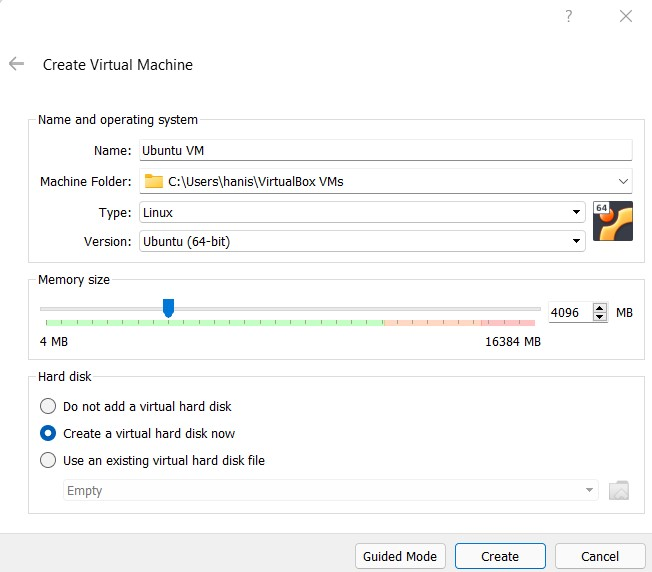 ?
Create Virtual Machine
Name and operating system
Name: Ubuntu VM
Machine Folder: C:\Users\hanis\VirtualBox VMs
Type: Linux
64
Version: Ubuntu (64-bit)
Memory size
4096 MB
4 MB 16384 MB
Hard disk
Do not add a virtual hard disk
Create a virtual hard disk now
Use an existing virtual hard disk file
Empty
Guided Mode Create Cancel